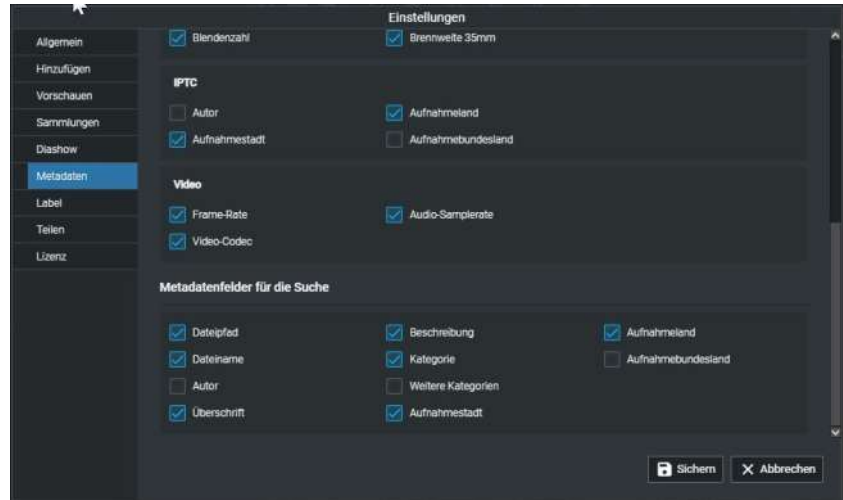 Einstellungen
Allgemein
Hinzufügen
Vorschauen
Sammlungen
Diashow
Metadaten
Label
Teilen
Lizenz
Blendenzahl Brennweite 35mm
IPTC
Autor Aufnahmeland
Aufnahmestadt Aufnahmebundesland
Video
Frame-Rate Audio-Samplerate
Video-Codec
Metadatenfelder für die Suche
Dateipfad Beschreibung Aufnahmeland
Dateiname Kategorie Aufnahmebundesland
Autor Weitere Kategorien
Überschrift Aufnahmestadt
Sichern Abbrechen